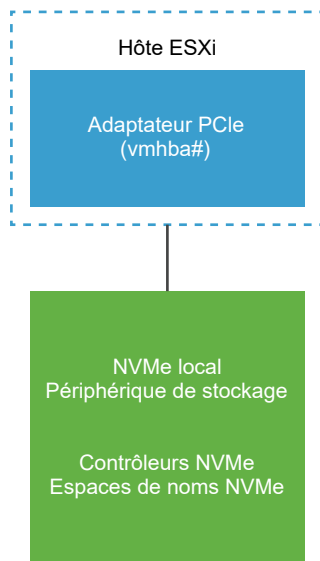 Hôte ESXi
Adaptateur PCIe
(vmhba#)
NVMe local
Périphérique de stockage
Contrôleurs NVMe
Espaces de noms NVMe